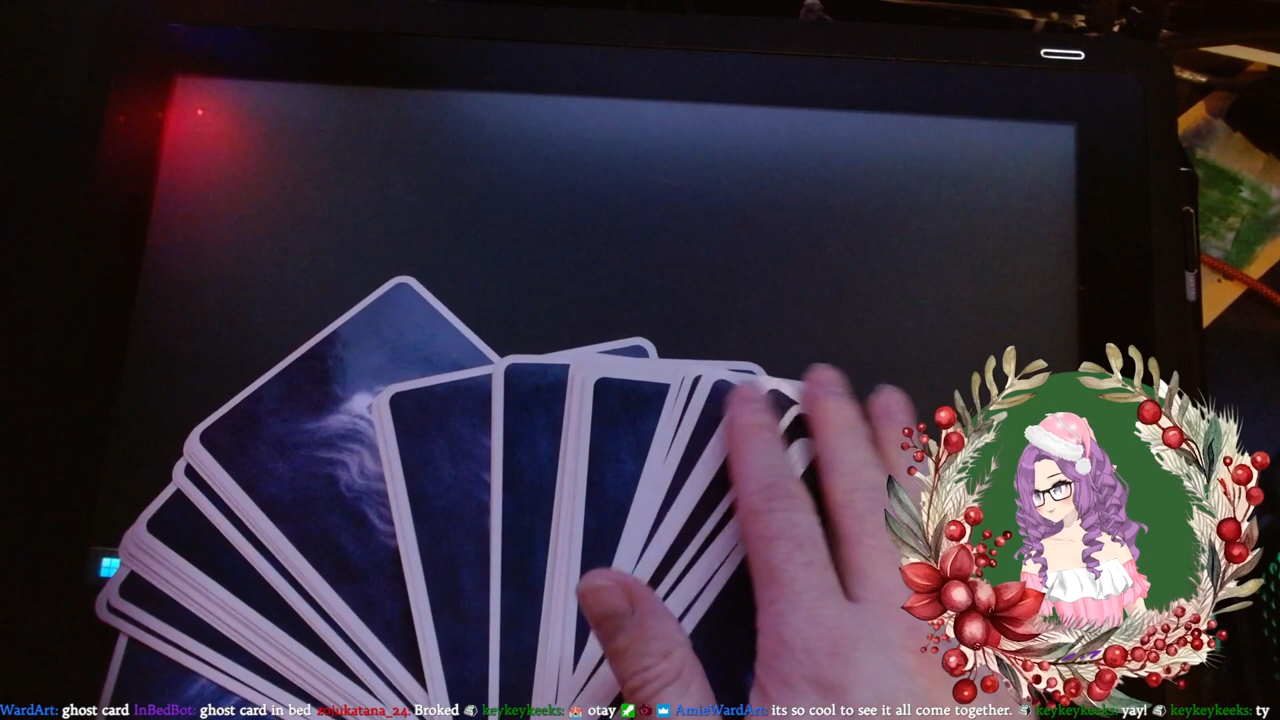 WardArt: ghost card InBedBot: ghost card in bed zujukatana_24: Broked keykeykeeks: otay AmieWardArt: its so cool to see it all come together. keykeykeeks: yay! keykeykeeks: ty